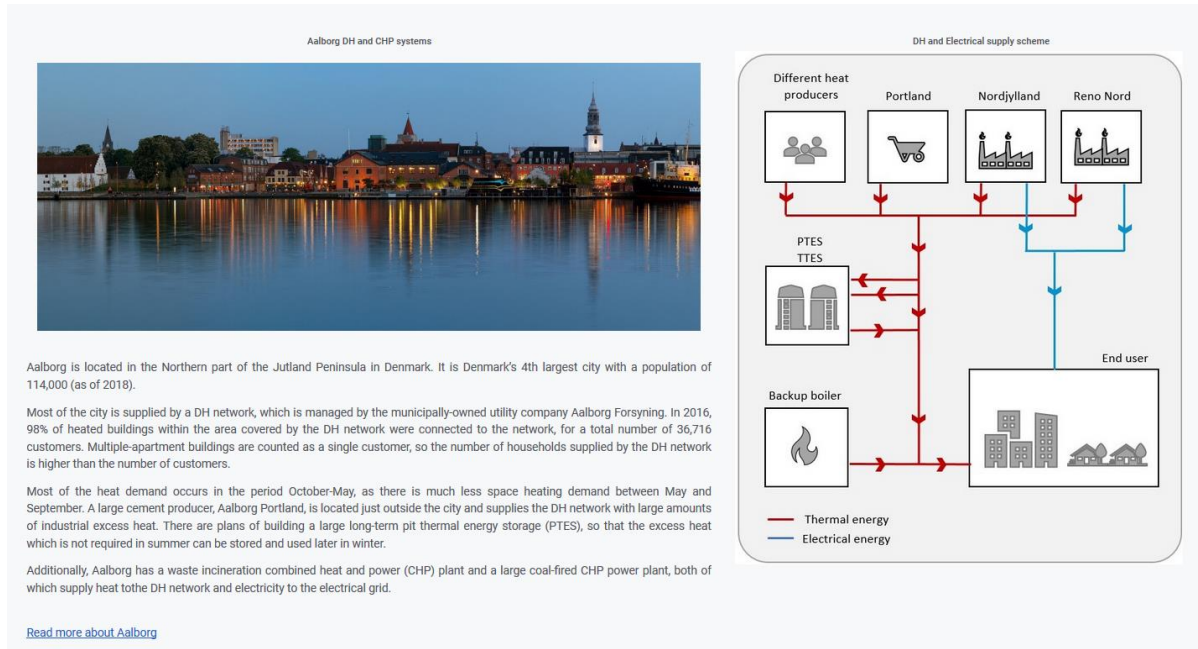 Aalborg DH and CHP systems
Aalborg is located in the Northern part of the Jutland Peninsula in Denmark. It is Denmark's 4th largest city with a population of
114,000 (as of 2018).
Most of the city is supplied by a DH network, which is managed by the municipally-owned utility company Aalborg Forsyning. In 2016,
98% of heated buildings within the area covered by the DH network were connected to the network, for a total number of 36,716
customers. Multiple-apartment buildings are counted as a single customer, so the number of households supplied by the DH network
is higher than the number of customers.
Most of the heat demand occurs in the period October-May, as there is much less space heating demand between May and
September. A large cement producer, Aalborg Portland, is located just outside the city and supplies the DH network with large amounts
of industrial excess heat. There are plans of building a large long-term pit thermal energy storage (PTES), so that the excess heat
which is not required in summer can be stored and used later in winter.
Additionally, Aalborg has a waste incineration combined heat and power (CHP) plant and a large coal-fired CHP power plant, both of
which supply heat tothe DH network and electricity to the electrical grid.
Read more about Aalborg
DH and Electrical supply scheme
Different heat
producers
Portland
Nordjylland
Reno Nord
PTES
TTES
End user
Backup boiler
Thermal energy
Electrical energy